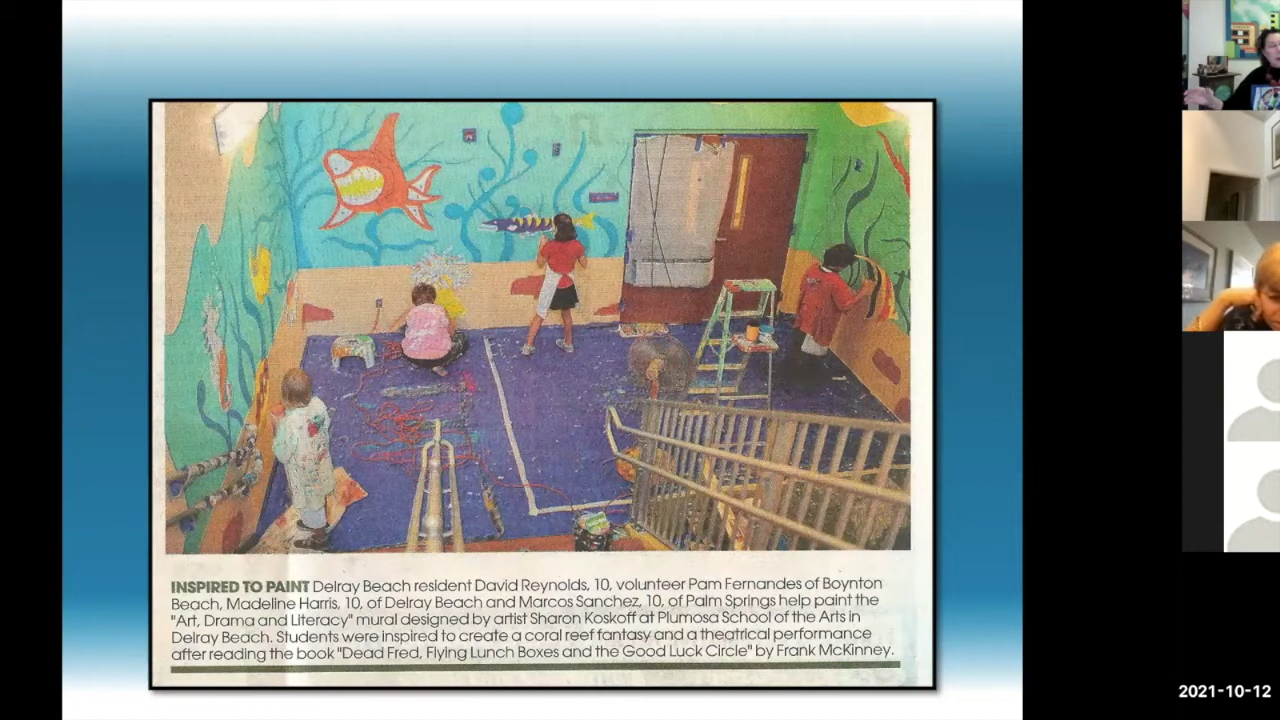 INSPIRED TO PAINT Delray Beach resident David Reynolds, 10, volunteer Pam Fernandes of Boynton
Beach, Madeline Harris, 10, of Delray Beach and Marcos Sanchez, 10, of Palm Springs help paint the
"Art, Drama and Literacy" mural designed by artist Sharon Koskoff at Plumosa School of the Arts in
Delray Beach. Students were inspired to create a coral reef fantasy and a theatrical performance
after reading the book "Dead Fred, Flying Lunch Boxes and the Good Luck Circle" by Frank McKinney.
2021-10-12